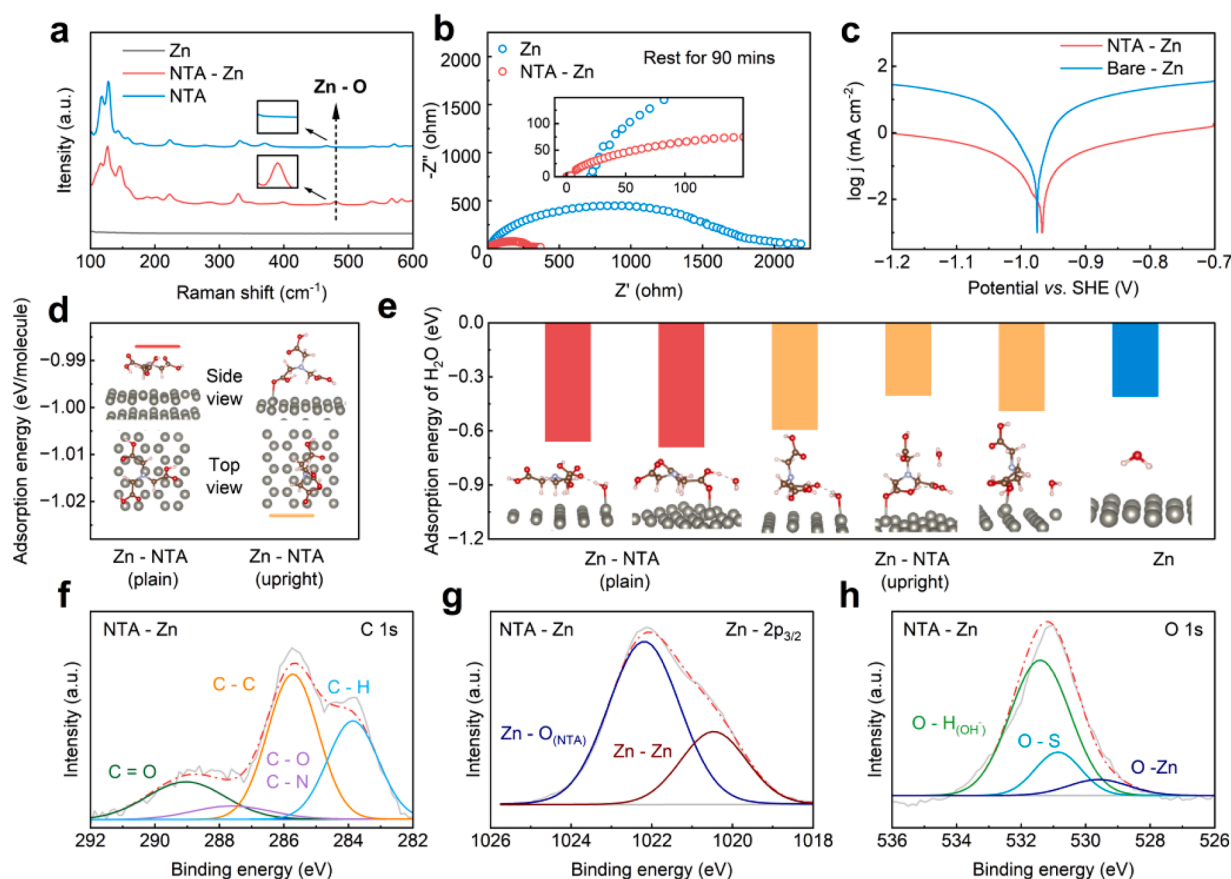 a
Zn
NTA - Zn
NTA
Zn - O
Itensity (a.u.)
100 200 300 400 500 600
Raman shift (cm⁻¹)
b
Zn
NTA - Zn
Rest for 90 mins
-Z'' (ohm)
2250
2000
1750
1500
1250
1000
750
500
250
0
100
50
0
0 50 100
0 500 1000 1500 2000
Z' (ohm)
c
NTA - Zn
Bare - Zn
log j (mA cm⁻²)
2
0
−2
−1.2 −1.1 −1.0 −0.9 −0.8 −0.7
Potential vs. SHE (V)
d
Adsorption energy (eV/molecule)
−0.99
−1.00
−1.01
−1.02
Side
view
Top
view
Zn - NTA
(plain)
Zn - NTA
(upright)
e
Adsorption energy of H₂O (eV)
0.0
−0.3
−0.6
−0.9
−1.2
Zn - NTA
(plain)
Zn - NTA
(upright)
Zn
f
NTA - Zn
C 1s
C - C
C - H
C - O
C - N
C = O
Intensity (a.u.)
292 290 288 286 284 282
Binding energy (eV)
g
NTA - Zn
Zn - 2p₃/₂
Zn - O(NTA)
Zn - Zn
Intensity (a.u.)
1026 1024 1022 1020 1018
Binding energy (eV)
h
NTA - Zn
O 1s
O - H(OH⁻)
O - S
O -Zn
Intensity (a.u.)
536 534 532 530 528 526
Binding energy (eV)